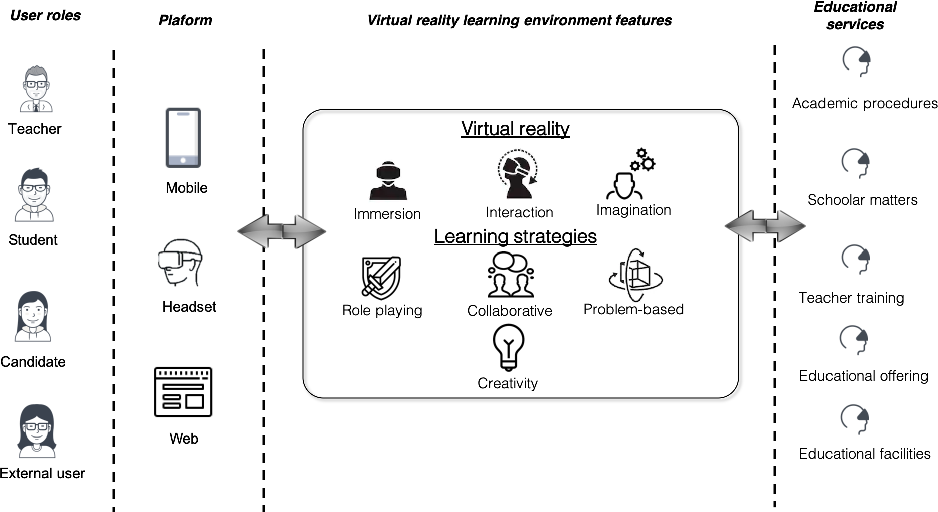 User roles
Plaform
Virtual reality learning environment features
Educational
services
Teacher
Student
Candidate
External user
Mobile
Headset
Web
Virtual reality
Immersion
Interaction
Imagination
Learning strategies
Role playing
Collaborative
Problem-based
Creativity
Academic procedures
Schoolar matters
Teacher training
Educational offering
Educational facilities